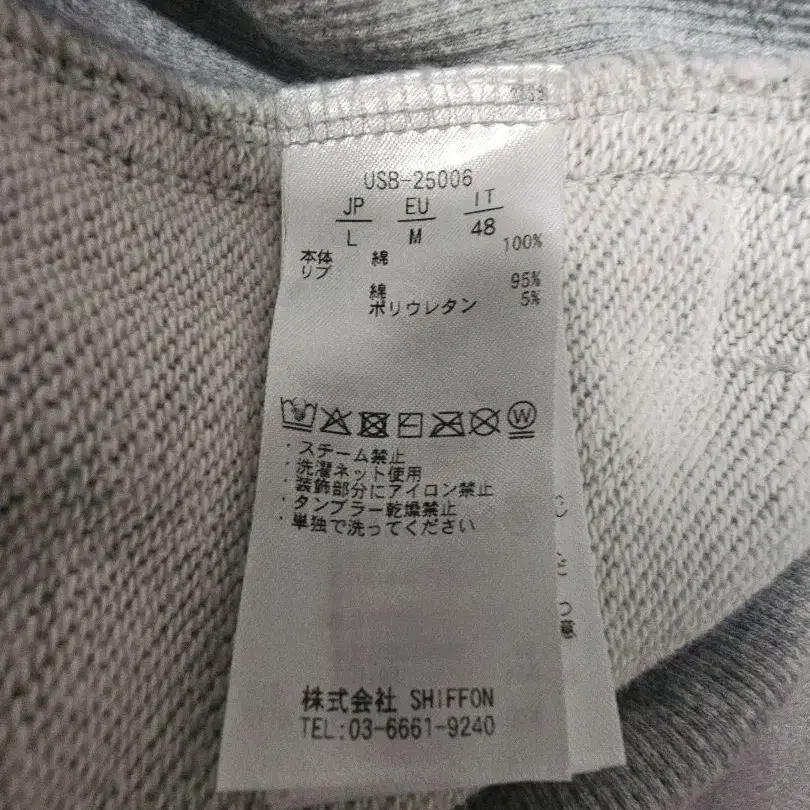 USB-25006
JP EU IT
L M 48
本体 綿 100%
リブ
綿 95%
ポリウレタン 5%
W
・スチーム禁止
・洗濯ネット使用
・装飾部分にアイロン禁止
・タンブラー乾燥禁止
・単独で洗ってください
株式会社 SHIFFON
TEL:03-6661-9240
つ
意